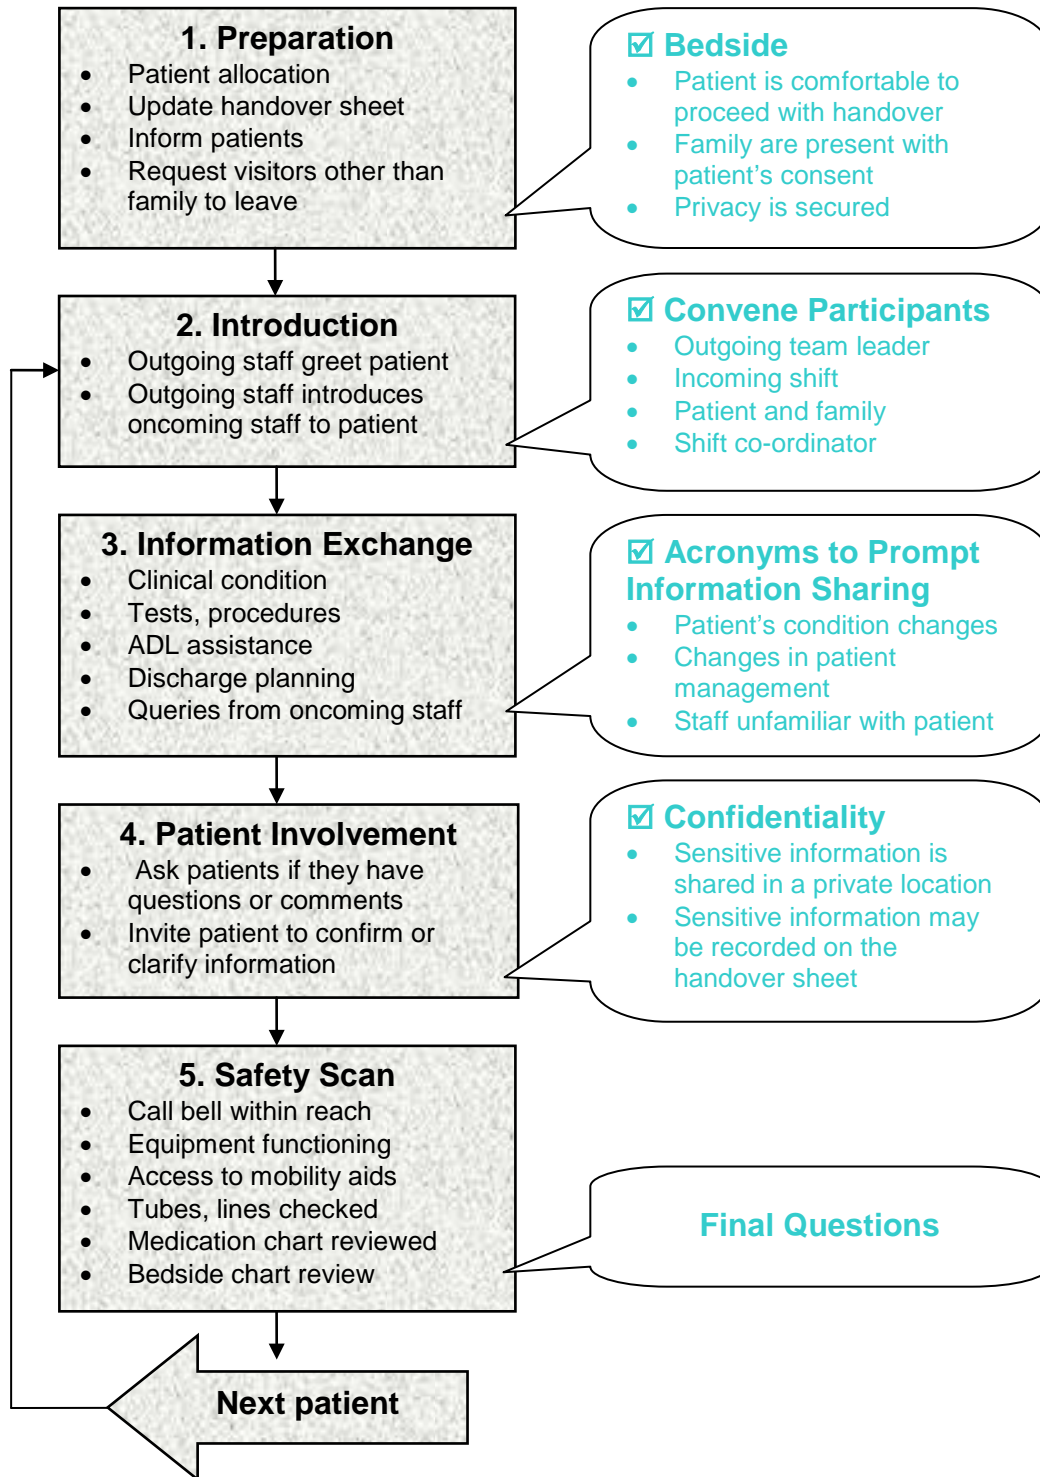 1. Preparation
• Patient allocation
• Update handover sheet
• Inform patients
• Request visitors other than
family to leave
☑ Bedside
• Patient is comfortable to
proceed with handover
• Family are present with
patient’s consent
• Privacy is secured
2. Introduction
• Outgoing staff greet patient
• Outgoing staff introduces
oncoming staff to patient
☑ Convene Participants
• Outgoing team leader
• Incoming shift
• Patient and family
• Shift co-ordinator
3. Information Exchange
• Clinical condition
• Tests, procedures
• ADL assistance
• Discharge planning
• Queries from oncoming staff
☑ Acronyms to Prompt
Information Sharing
• Patient’s condition changes
• Changes in patient
management
• Staff unfamiliar with patient
4. Patient Involvement
• Ask patients if they have
questions or comments
• Invite patient to confirm or
clarify information
☑ Confidentiality
• Sensitive information is
shared in a private location
• Sensitive information may
be recorded on the
handover sheet
5. Safety Scan
• Call bell within reach
• Equipment functioning
• Access to mobility aids
• Tubes, lines checked
• Medication chart reviewed
• Bedside chart review
Final Questions
Next patient